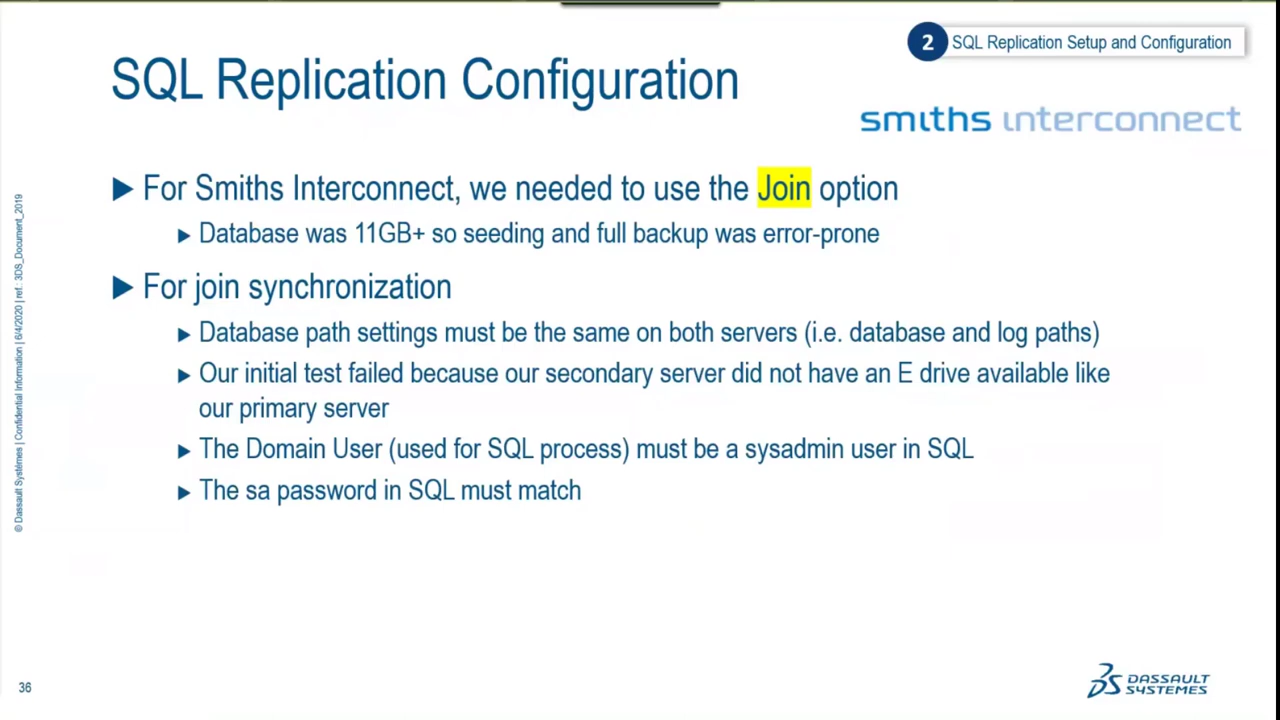 2 SQL Replication Setup and Configuration
SQL Replication Configuration
smiths interconnect
For Smiths Interconnect, we needed to use the Join option
Database was 11GB+ so seeding and full backup was error-prone
For join synchronization
Database path settings must be the same on both servers (i.e. database and log paths)
Our initial test failed because our secondary server did not have an E drive available like
our primary server
The Domain User (used for SQL process) must be a sysadmin user in SQL
The sa password in SQL must match
© Dassault Systèmes | Confidential Information | 6/4/2020 | ref.: 3DS_Document_2019
36
DASSAULT
SYSTEMES